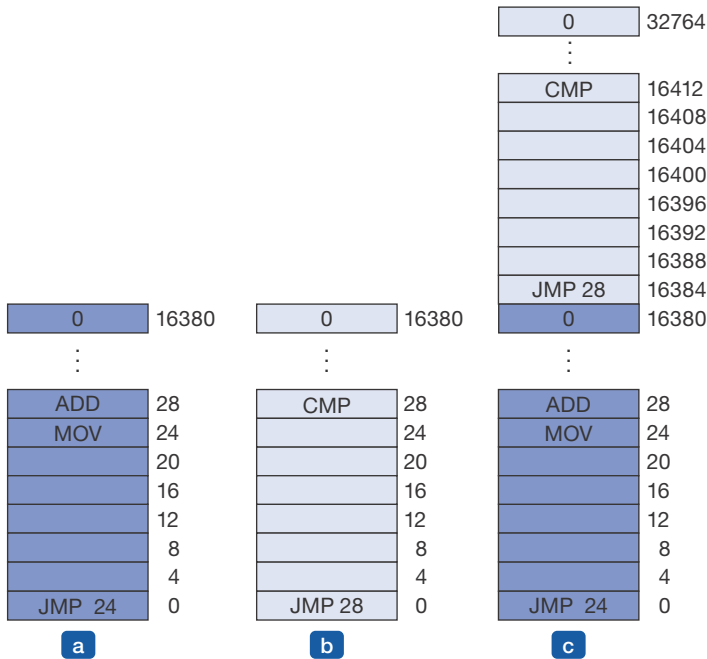 0 32764
⋮
CMP 16412
16408
16404
16400
16396
16392
16388
JMP 28 16384
0 16380
⋮
ADD 28
MOV 24
20
16
12
8
4
JMP 24 0
c
0 16380
⋮
ADD 28
MOV 24
20
16
12
8
4
JMP 24 0
a
0 16380
⋮
CMP 28
24
20
16
12
8
4
JMP 28 0
b